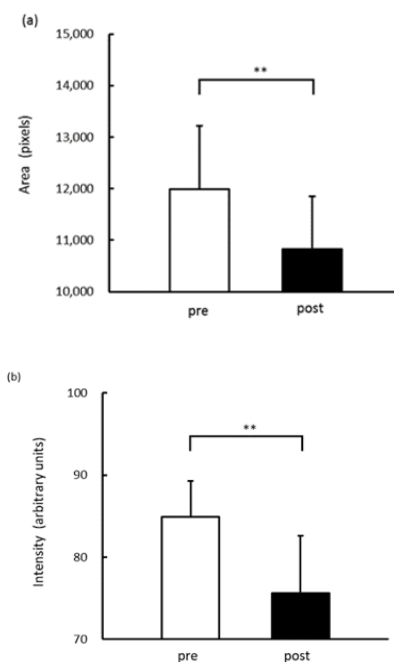 (a)
Area (pixels)
15,000
14,000
13,000
12,000
11,000
10,000
**
pre
post
(b)
Intensity (arbitrary units)
100
90
80
70
**
pre
post